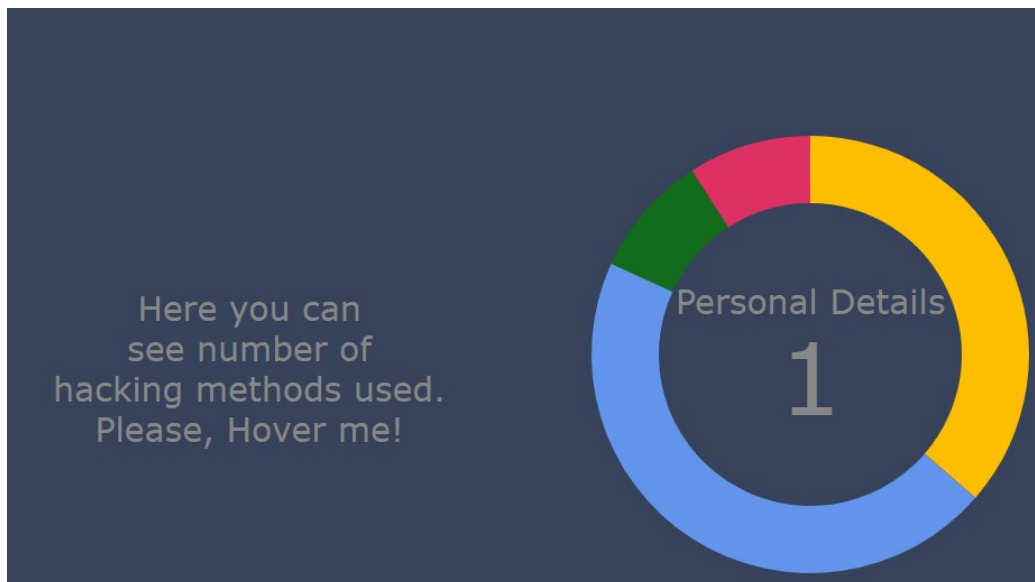 Here you can
see number of
hacking methods used.
Please, Hover me!
Personal Details
1